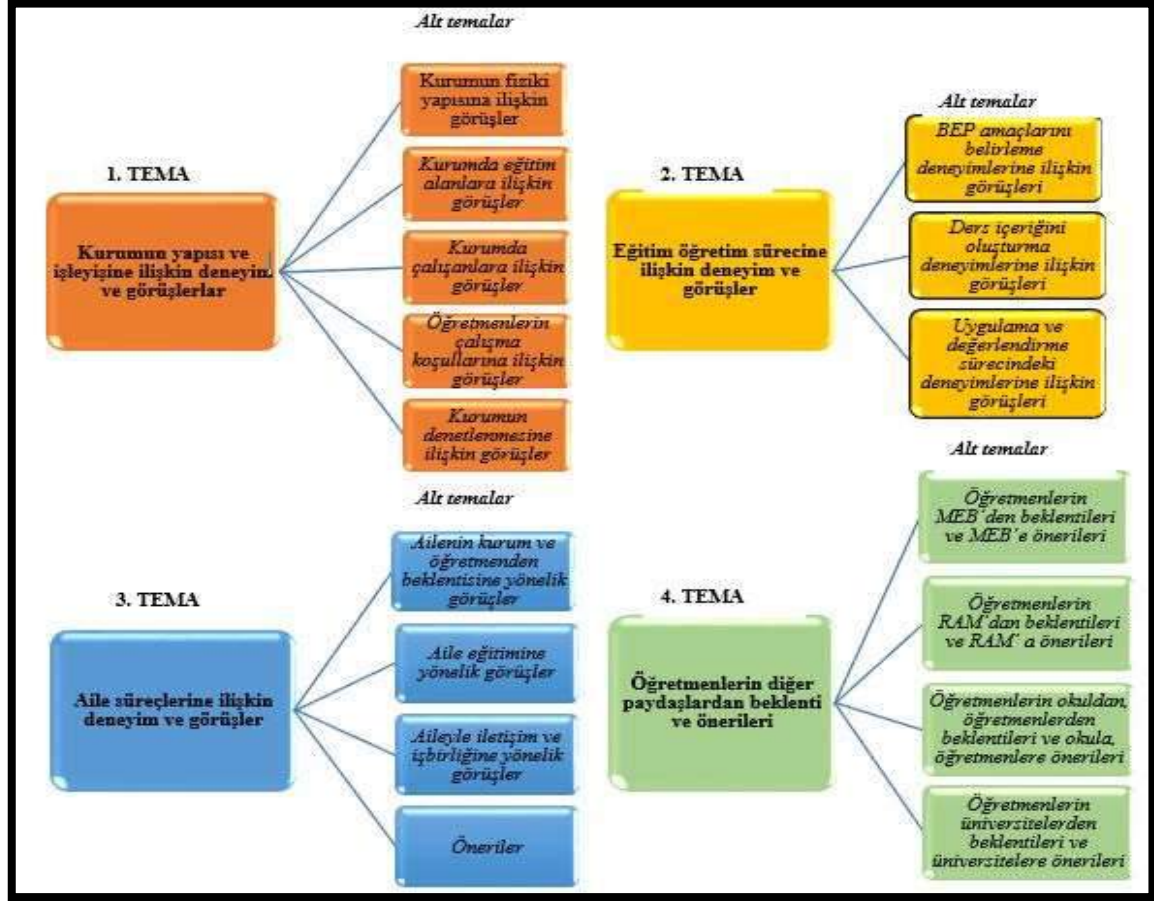 Alt temalar
1. TEMA
Kurumun yapısı ve
işleyişine ilişkin deneyim
ve görüşlerlar
Kurumun fiziki
yapısına ilişkin
görüşler
Kurumda eğitim
alanlara ilişkin
görüşler
Kurumda
çalışanlara ilişkin
görüşler
Öğretmenlerin
çalışma
koşullarına ilişkin
görüşler
Kurumun
denetlenmezine
ilişkin görüşler
Alt temalar
2. TEMA
Eğitim öğretim sürecine
ilişkin deneyim ve
görüşler
BEP amaçlarını
belirleme
deneyimlerine ilişkin
görüşleri
Ders içeriğini
oluşturma
deneyimlerine ilişkin
görüşleri
Uygulama ve
değerlendirme
sürecindeki
deneyimlerine ilişkin
görüşleri
Alt temalar
3. TEMA
Aile süreçlerine ilişkin
deneyim ve görüşler
Ailenin kurum ve
öğretmenden
beklentisine yönelik
görüşler
Aile eğitimine
yönelik görüşler
Aileyle iletişim ve
işbirliğine yönelik
görüşler
Öneriler
Alt temalar
4. TEMA
Öğretmenlerin diğer
paydaşlardan beklenti
ve önerileri
Öğretmenlerin
MEB'den beklentileri
ve MEB'e önerileri
Öğretmenlerin
RAM'dan beklentileri
ve RAM' a önerileri
Öğretmenlerin okuldan,
öğretmenlerden
beklentileri ve okula,
öğretmenlere önerileri
Öğretmenlerin
üniversitelerden
beklentileri ve
üniversitelere önerileri